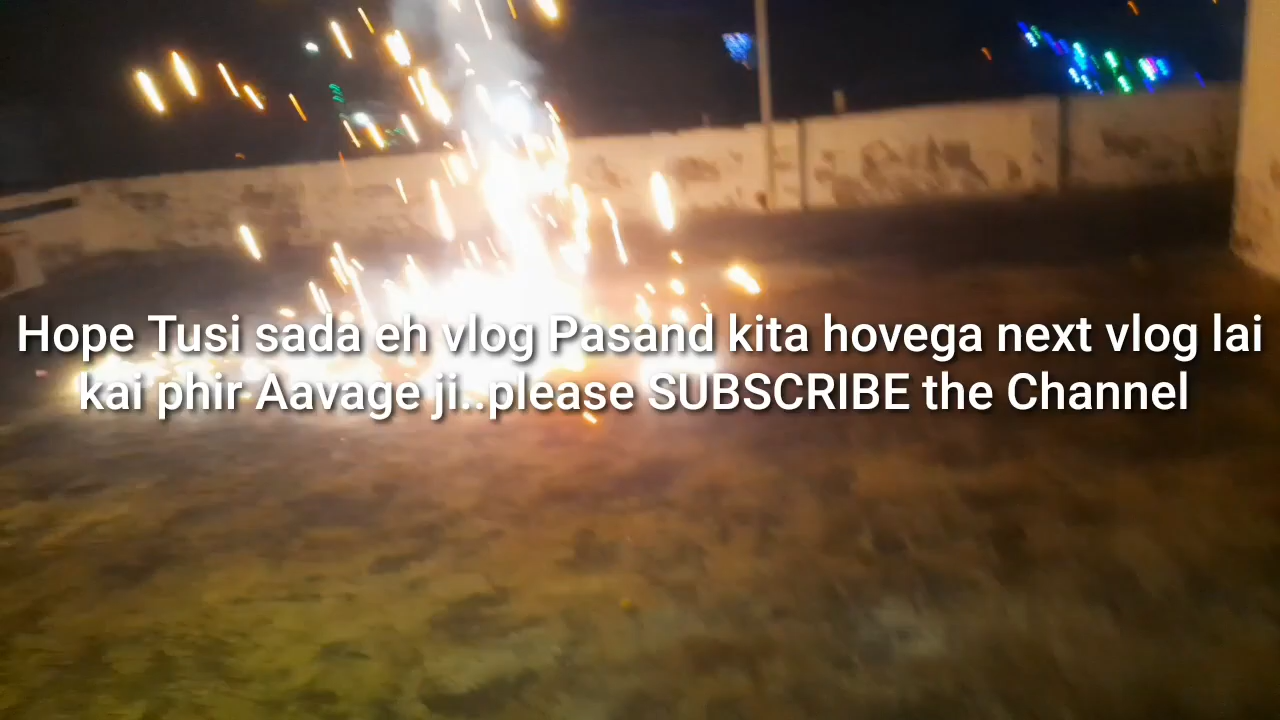 Hope Tusi sada eh vlog Pasand kita hovega next vlog lai
kai phir Aavage ji..please SUBSCRIBE the Channel